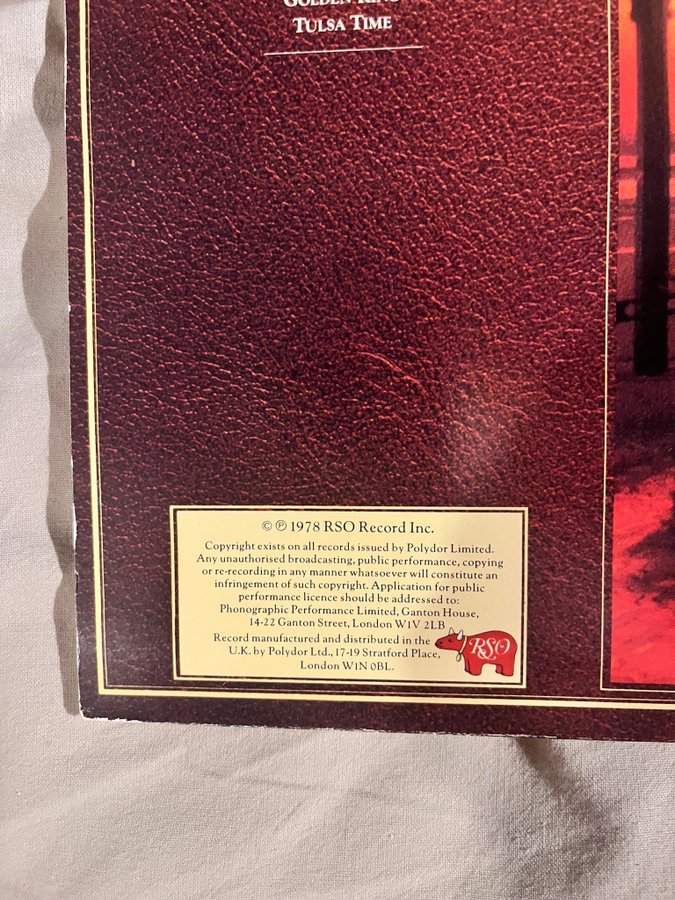 GOLDEN RING
TULSA TIME
© ℗ 1978 RSO Record Inc.
Copyright exists on all records issued by Polydor Limited.
Any unauthorised broadcasting, public performance, copying
or re-recording in any manner whatsoever will constitute an
infringement of such copyright. Application for public
performance licence should be addressed to:
Phonographic Performance Limited, Ganton House,
14-22 Ganton Street, London W1V 2LB
Record manufactured and distributed in the
U.K. by Polydor Ltd., 17-19 Stratford Place,
London W1N 0BL.
RSO